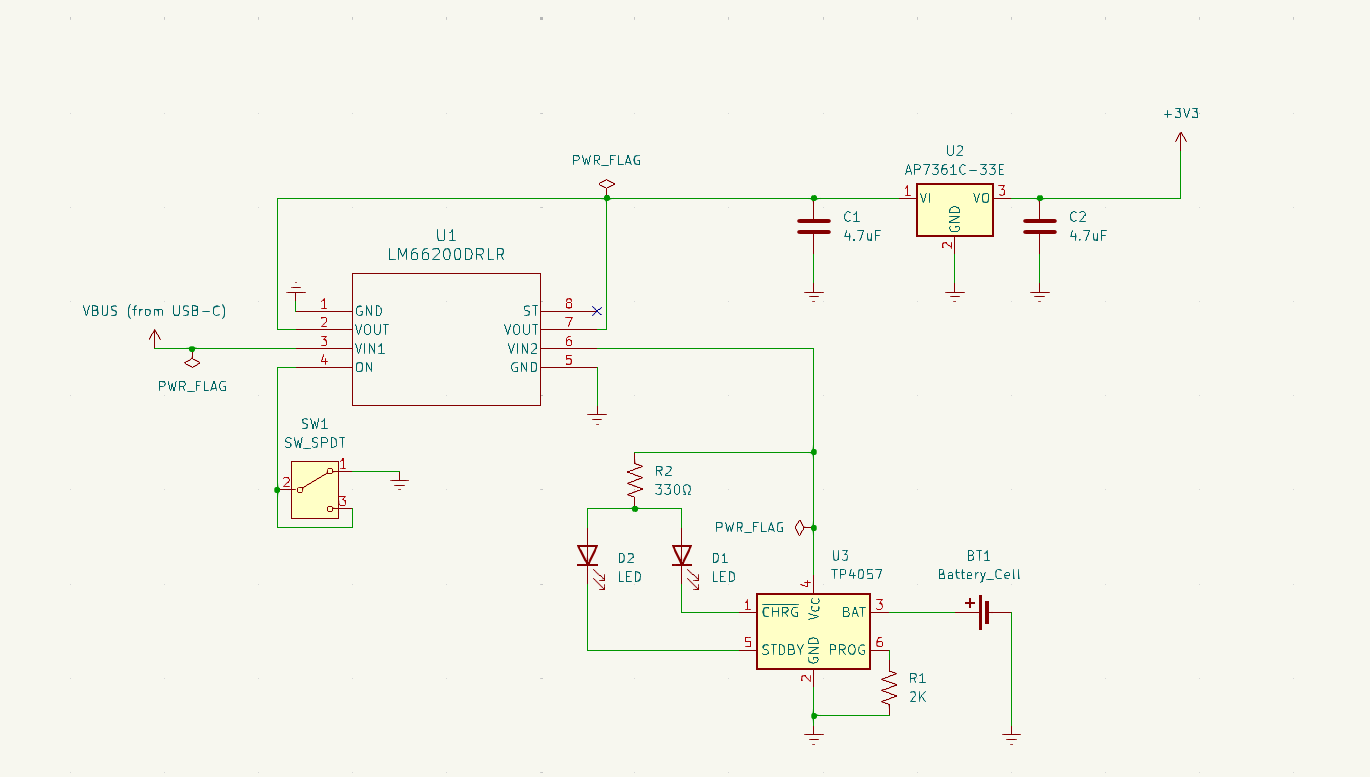 +3V3
U2
AP7361C-33E
PWR_FLAG
1
VI
VO
3
GND
2
C1
4.7uF
C2
4.7uF
U1
LM66200DRLR
VBUS (from USB-C)
1
GND
ST
8
2
VOUT
VOUT
7
3
VIN1
VIN2
6
4
ON
GND
5
PWR_FLAG
SW1
SW_SPDT
1
2
3
R2
330Ω
PWR_FLAG
D2
LED
D1
LED
U3
TP4057
BT1
Battery_Cell
4
+
1
CHRG
Vcc
BAT
3
5
STDBY
GND
PROG
6
2
R1
2K